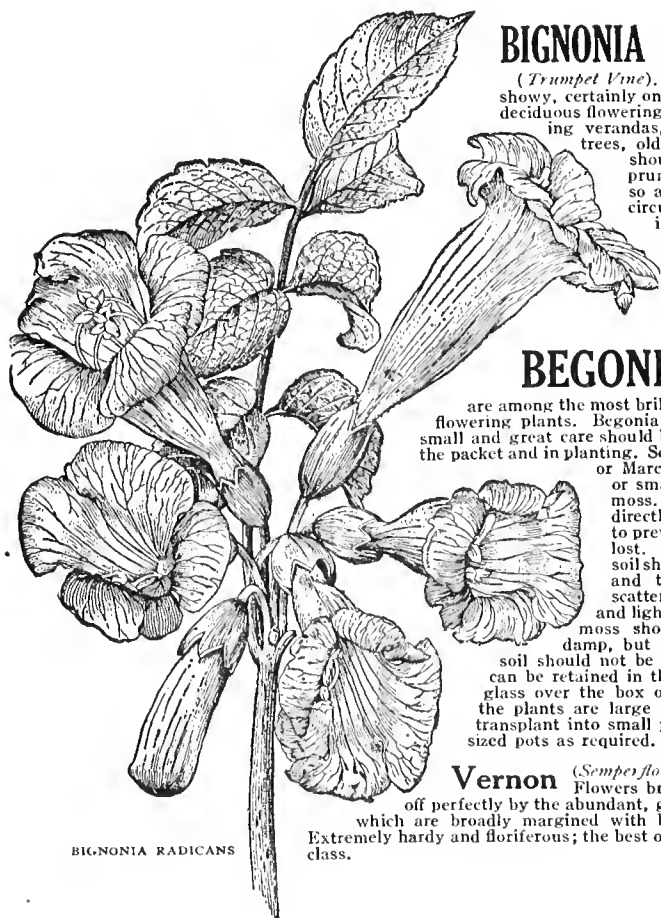 BIGNONIA
(Trumpet Vine).
showy, certainly on
deciduous flowering
ing verandas,
trees, old
shou
prun
so a
circu
i
BEGONI
are among the most bril
flowering plants. Begonia
small and great care should
the packet and in planting. Se
or Marc
or sma
moss.
directl
to prev
lost.
soil sh
and t
scatter
and ligh
moss sho
damp, but
soil should not be
can be retained in th
glass over the box o
the plants are large
transplant into small
sized pots as required.
Vernon (Semperflo
Flowers br
off perfectly by the abundant, g
which are broadly margined with
Extremely hardy and floriferous; the best o
class.
BIGNONIA RADICANS